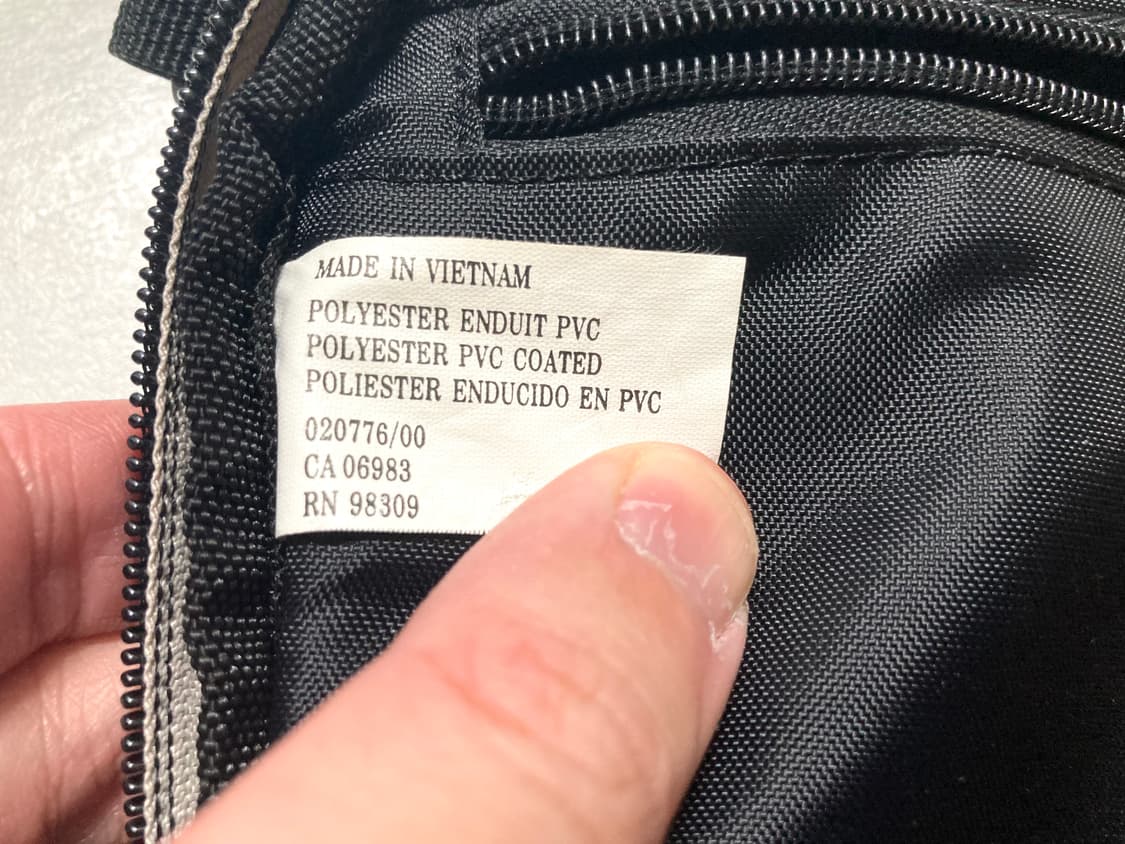 MADE IN VIETNAM
POLYESTER ENDUIT PVC
POLYESTER PVC COATED
POLIESTER ENDUCIDO EN PVC
020776/00
CA 06983
RN 98309